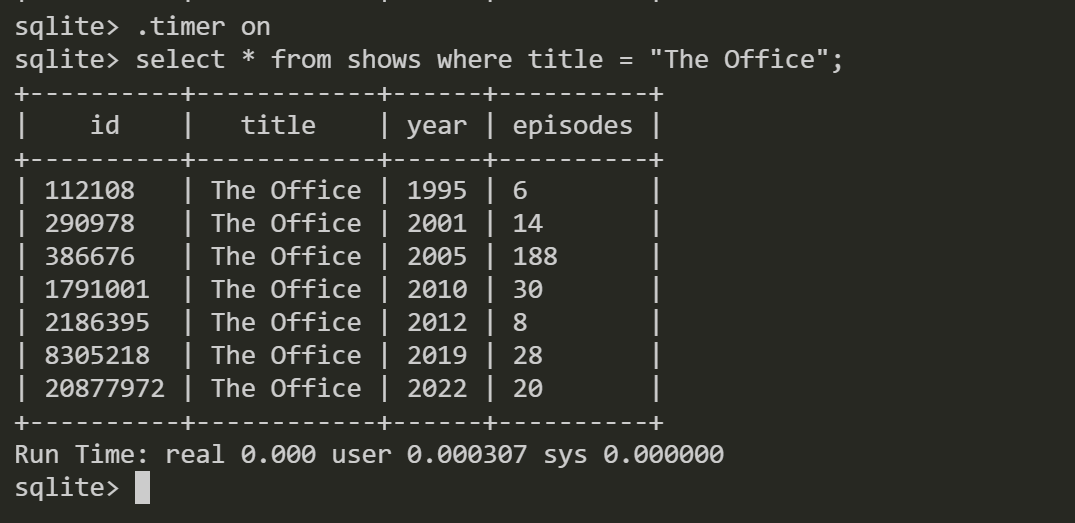 sqlite> .timer on
sqlite> select * from shows where title = "The Office";
+----------+------------+------+----------+
|    id    |   title    | year | episodes |
+----------+------------+------+----------+
| 112108   | The Office | 1995 | 6        |
| 290978   | The Office | 2001 | 14       |
| 386676   | The Office | 2005 | 188      |
| 1791001  | The Office | 2010 | 30       |
| 2186395  | The Office | 2012 | 8        |
| 8305218  | The Office | 2019 | 28       |
| 20877972 | The Office | 2022 | 20       |
+----------+------------+------+----------+
Run Time: real 0.000 user 0.000307 sys 0.000000
sqlite>